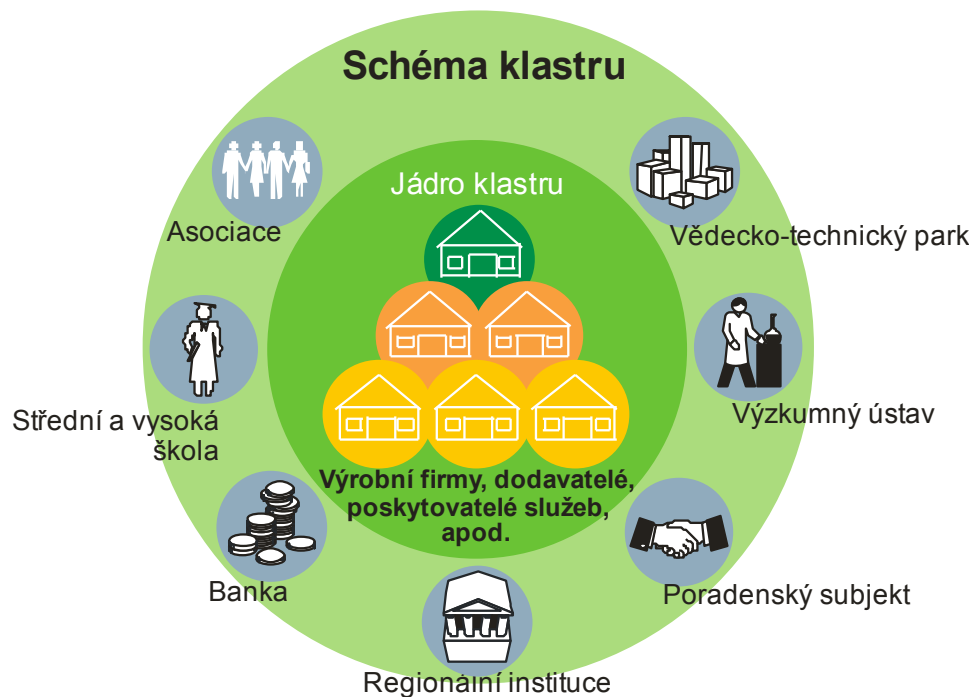 Schéma klastru
Jádro klastru
Asociace
Vědecko-technický park
Střední a vysoká
škola
Výzkumný ústav
Výrobní firmy, dodavatelé,
poskytovatelé služeb,
apod.
Banka
Poradenský subjekt
Regionální instituce